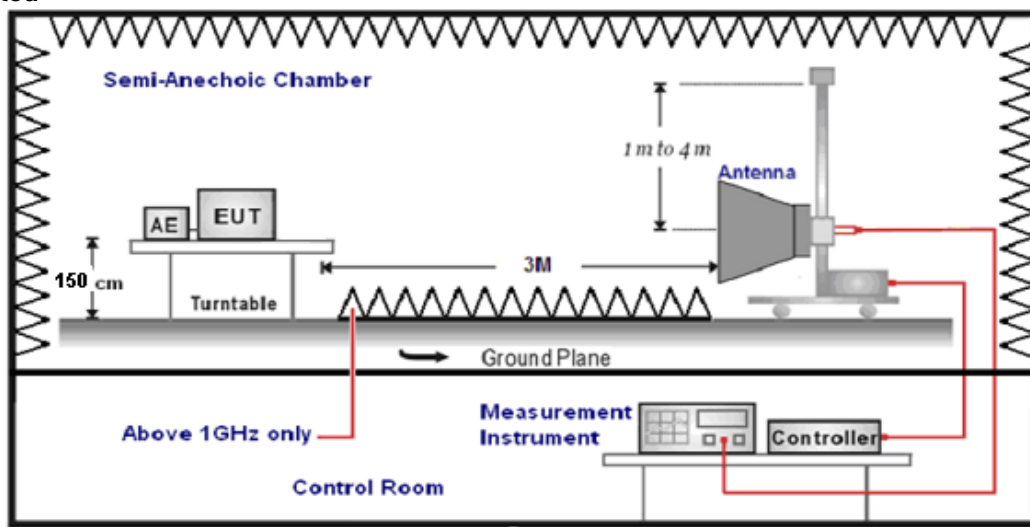 Semi-Anechoic Chamber
1 m to 4 m
Antenna
AE
EUT
3M
150 cm
Turntable
Ground Plane
Above 1GHz only
Measurement
Instrument
Controller
Control Room